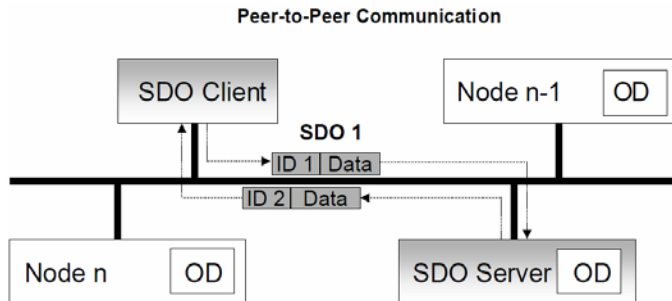 Peer-to-Peer Communication
SDO Client
Node n-1 OD
SDO 1
ID 1 Data
ID 2 Data
Node n OD
SDO Server OD